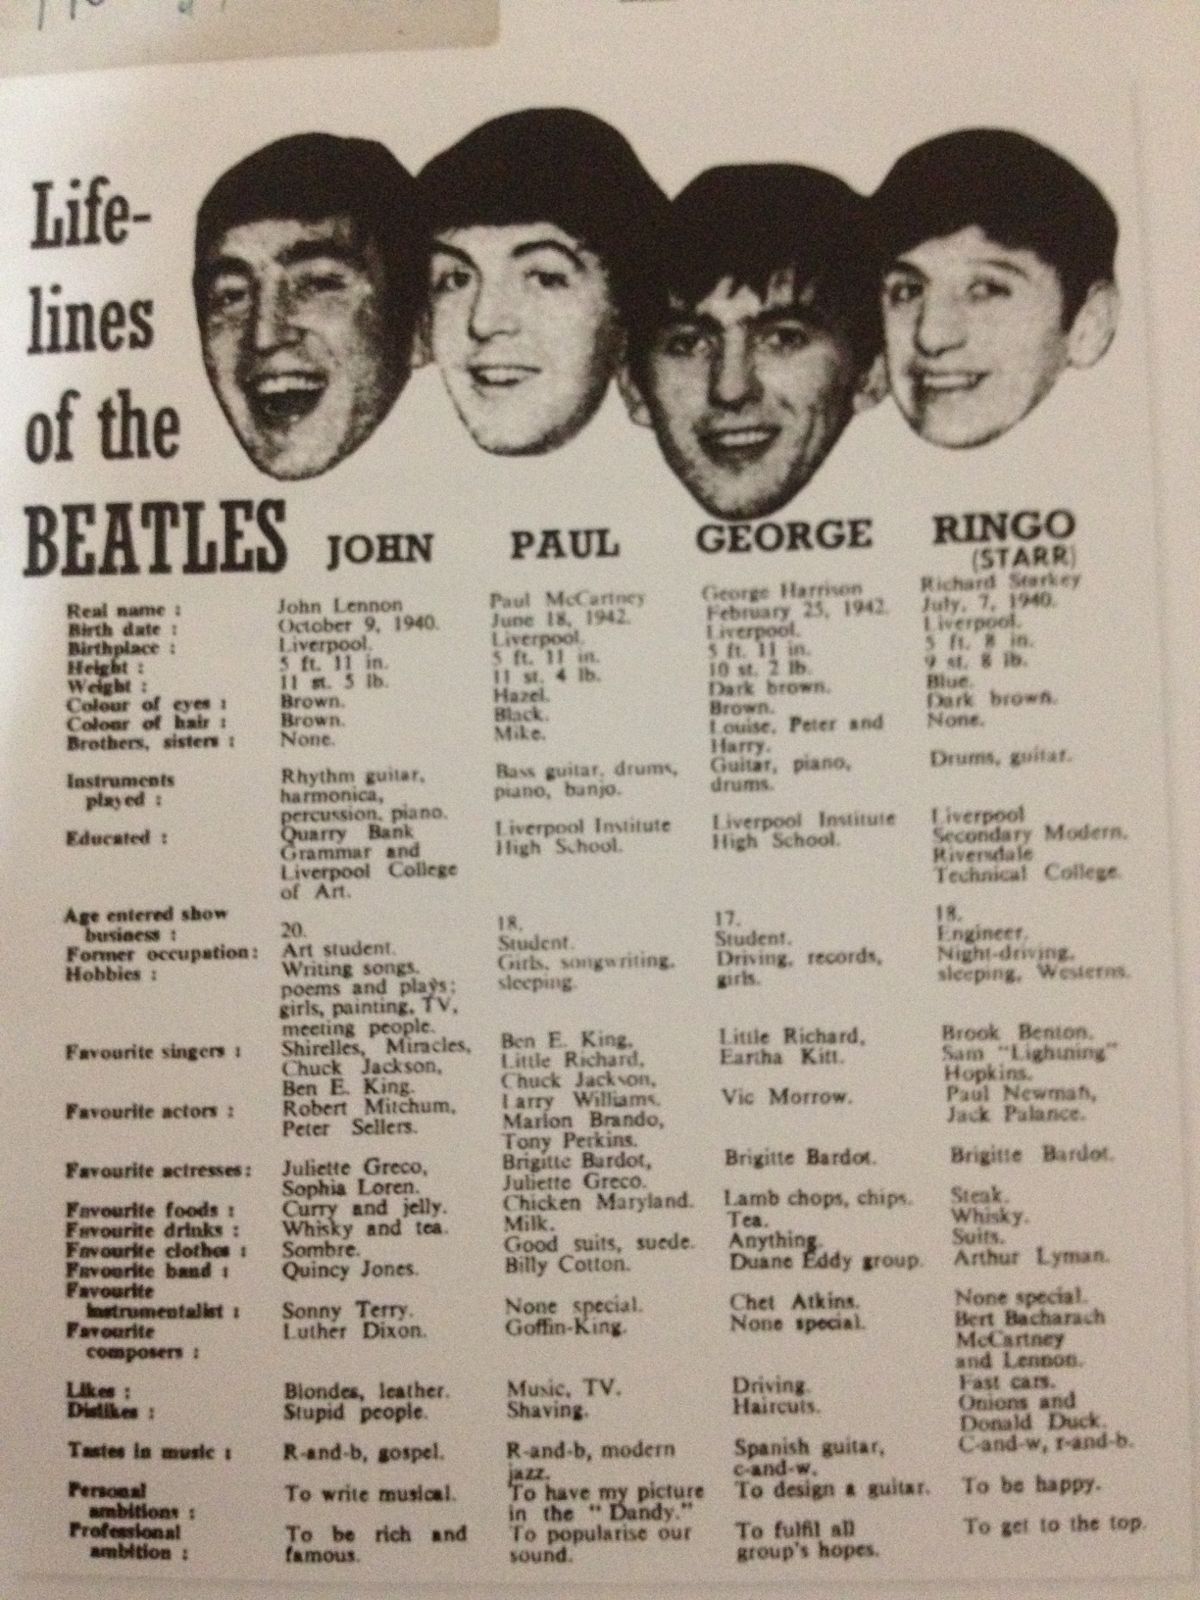 Life-
lines
of the
BEATLES
JOHN
PAUL
GEORGE
RINGO
(STARR)
Real name : John Lennon Paul McCartney George Harrison Richard Starkey
Birth date : October 9, 1940. June 18, 1942. February 25, 1942. July, 7, 1940.
Birthplace : Liverpool. Liverpool. Liverpool. Liverpool.
Height : 5 ft. 11 in. 5 ft. 11 in. 5 ft. 11 in. 5 ft. 8 in.
Weight : 11 st. 5 lb. 11 st. 4 lb. 10 st. 2 lb. 9 st. 8 lb.
Colour of eyes : Brown. Hazel. Dark brown. Blue.
Colour of hair : Brown. Black. Brown. Dark brown.
Brothers, sisters : None. Mike. Louise, Peter and None.
Harry.
Instruments Rhythm guitar, Bass guitar, drums, Guitar, piano, Drums, guitar.
played : harmonica, piano, banjo. drums.
percussion, piano.
Educated : Quarry Bank Liverpool Institute Liverpool Institute Liverpool
Grammar and High School. High School. Secondary Modern.
Liverpool College Riversdale
of Art. Technical College.
Age entered show
business : 20. 18. 17. 18.
Former occupation: Art student. Student. Student. Engineer.
Hobbies : Writing songs, Girls, songwriting, Driving, records, Night-driving,
poems and plays; sleeping. girls. sleeping, Westerns.
girls, painting, TV,
meeting people.
Favourite singers : Shirelles, Miracles, Ben E. King, Little Richard, Brook Benton.
Chuck Jackson, Little Richard, Eartha Kitt. Sam "Lightning"
Ben E. King. Chuck Jackson, Hopkins.
Larry Williams.
Favourite actors : Robert Mitchum, Marlon Brando, Vic Morrow. Paul Newman,
Peter Sellers. Tony Perkins. Jack Palance.
Favourite actresses: Juliette Greco, Brigitte Bardot, Brigitte Bardot. Brigitte Bardot.
Sophia Loren. Juliette Greco.
Favourite foods : Curry and jelly. Chicken Maryland. Lamb chops, chips. Steak.
Favourite drinks : Whisky and tea. Milk. Tea. Whisky.
Favourite clothes : Sombre. Good suits, suede. Anything. Suits.
Favourite band : Quincy Jones. Billy Cotton. Duane Eddy group. Arthur Lyman.
Favourite
instrumentalist : Sonny Terry. None special. Chet Atkins. None special.
Favourite Luther Dixon. Goffin-King. None special. Bert Bacharach
composers : McCartney
and Lennon.
Likes : Blondes, leather. Music, TV. Driving. Fast cars.
Dislikes : Stupid people. Shaving. Haircuts. Onions and
Donald Duck.
Tastes in music : R-and-b, gospel. R-and-b, modern Spanish guitar, C-and-w, r-and-b.
jazz. c-and-w.
Personal To write musical. To have my picture To design a guitar. To be happy.
ambitions : in the "Dandy."
Professional To be rich and To popularise our To fulfil all To get to the top.
ambition : famous. sound. group's hopes.